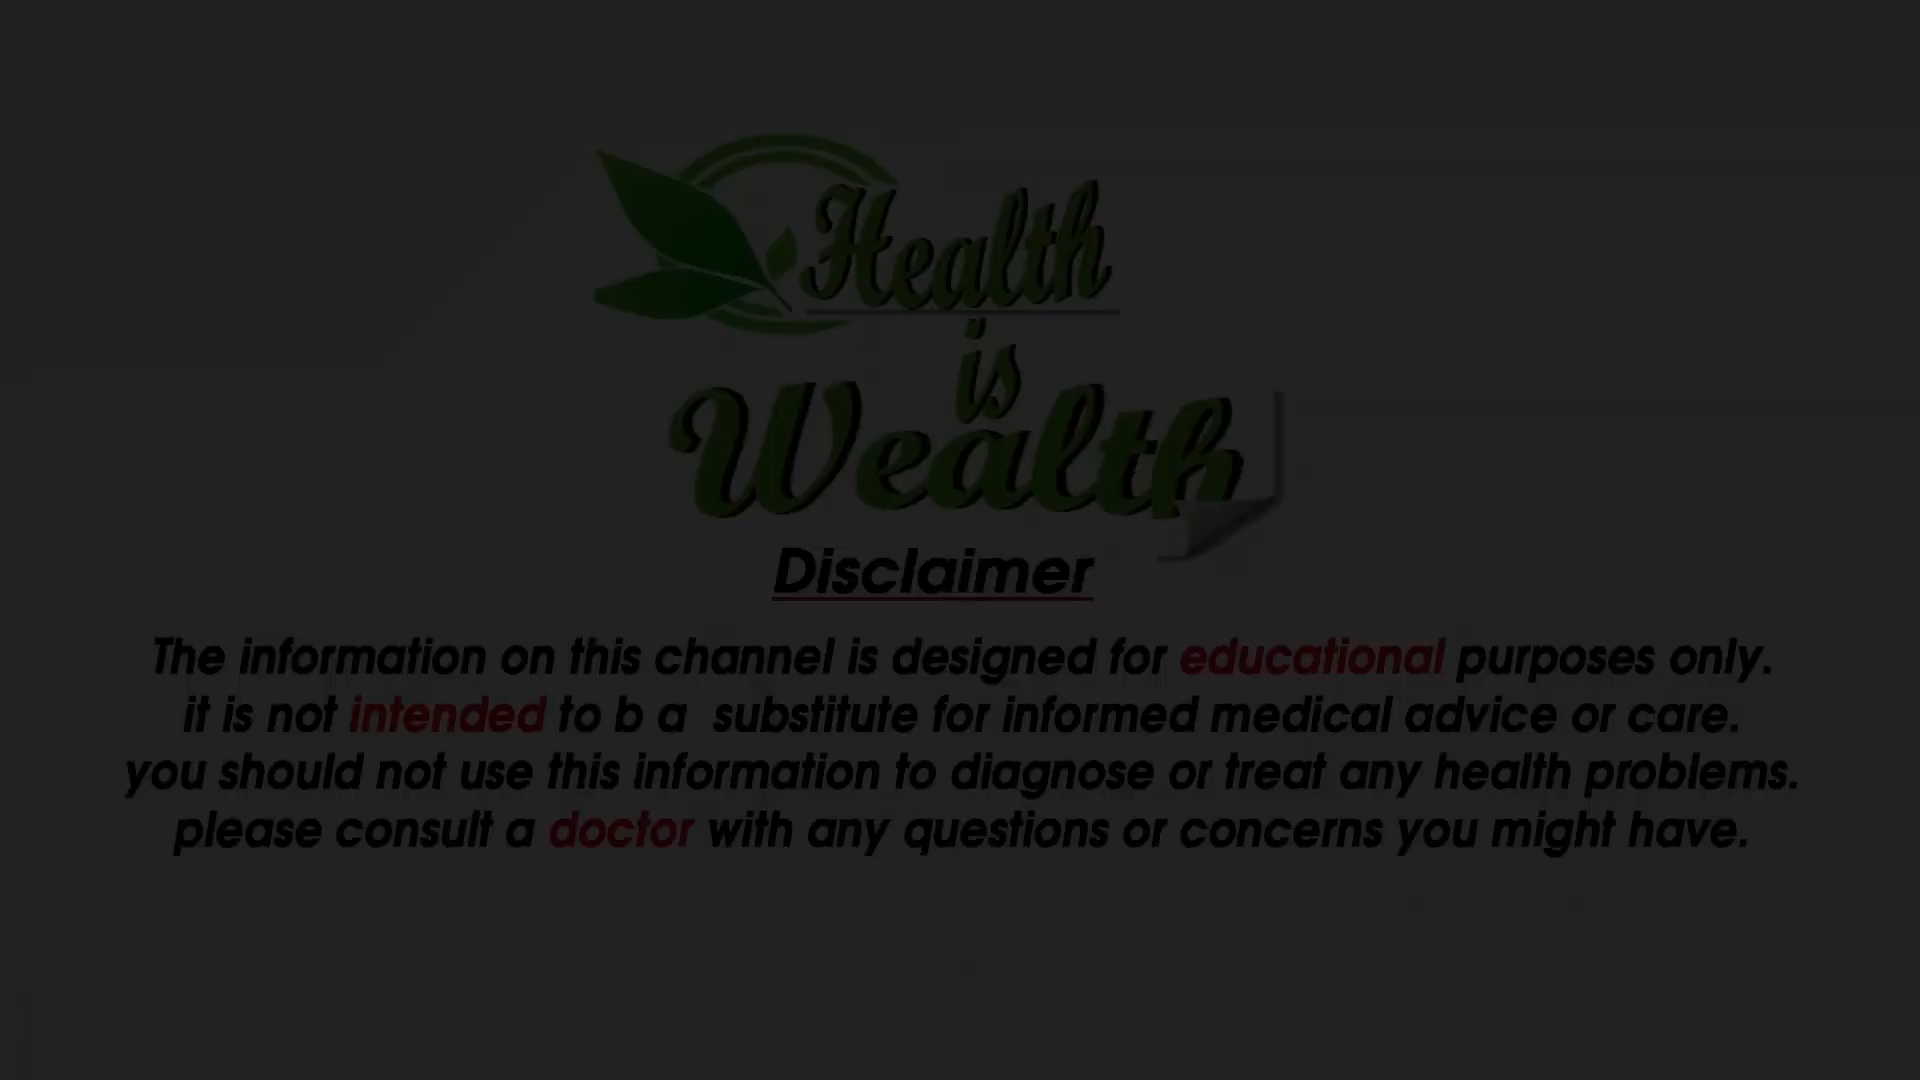 Health
is
Wealth
Disclaimer
The information on this channel is designed for educational purposes only.
it is not intended to b a substitute for informed medical advice or care.
you should not use this information to diagnose or treat any health problems.
please consult a doctor with any questions or concerns you might have.